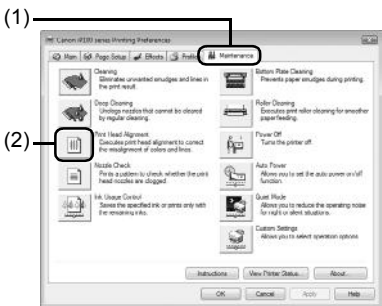 (1)
Canon iP100 series Printing Preferences
Main
Page Setup
Effects
Profiles
Maintenance
Cleaning
Eliminates unwanted smudges and lines in
the print result.
Deep Cleaning
Unclogs nozzles that cannot be cleared
by regular cleaning.
(2)
Print Head Alignment
Executes print head alignment to correct
the misalignment of colors and lines.
Nozzle Check
Prints a pattern to check whether the print
head nozzles are clogged.
Ink Usage Control
Saves the specified ink or prints only with
the remaining inks.
Bottom Plate Cleaning
Prevents paper smudges during printing.
Roller Cleaning
Executes print roller cleaning for smoother
paper feeding.
Power Off
Turns the printer off.
Auto Power
Allows you to set the auto power on/off
function.
Quiet Mode
Allows you to reduce the operating noise
for night or silent situations.
Custom Settings
Allows you to select operation options.
Instructions
View Printer Status...
About...
OK
Cancel
Apply
Help